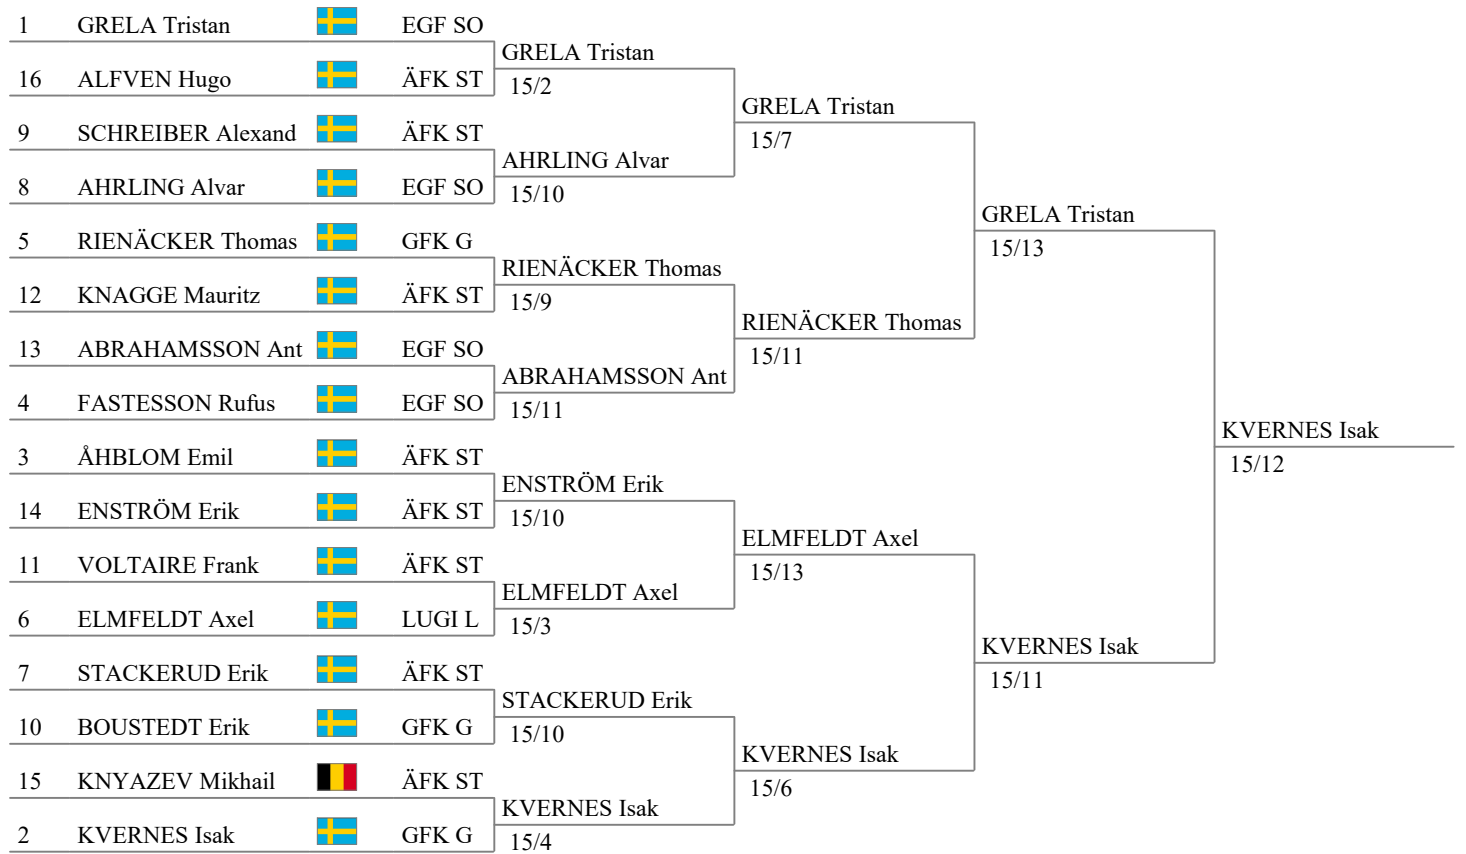 1 GRELA Tristan EGF SO
16 ALFVEN Hugo ÄFK ST
9 SCHREIBER Alexand ÄFK ST
8 AHRLING Alvar EGF SO
5 RIENÄCKER Thomas GFK G
12 KNAGGE Mauritz ÄFK ST
13 ABRAHAMSSON Ant EGF SO
4 FASTESSON Rufus EGF SO
3 ÅHBLOM Emil ÄFK ST
14 ENSTRÖM Erik ÄFK ST
11 VOLTAIRE Frank ÄFK ST
6 ELMFELDT Axel LUGI L
7 STACKERUD Erik ÄFK ST
10 BOUSTEDT Erik GFK G
15 KNYAZEV Mikhail ÄFK ST
2 KVERNES Isak GFK G
GRELA Tristan
15/2
AHRLING Alvar
15/10
RIENÄCKER Thomas
15/9
ABRAHAMSSON Ant
15/11
ENSTRÖM Erik
15/10
ELMFELDT Axel
15/3
STACKERUD Erik
15/10
KVERNES Isak
15/4
GRELA Tristan
15/7
RIENÄCKER Thomas
15/11
ELMFELDT Axel
15/13
KVERNES Isak
15/6
GRELA Tristan
15/13
KVERNES Isak
15/11
KVERNES Isak
15/12